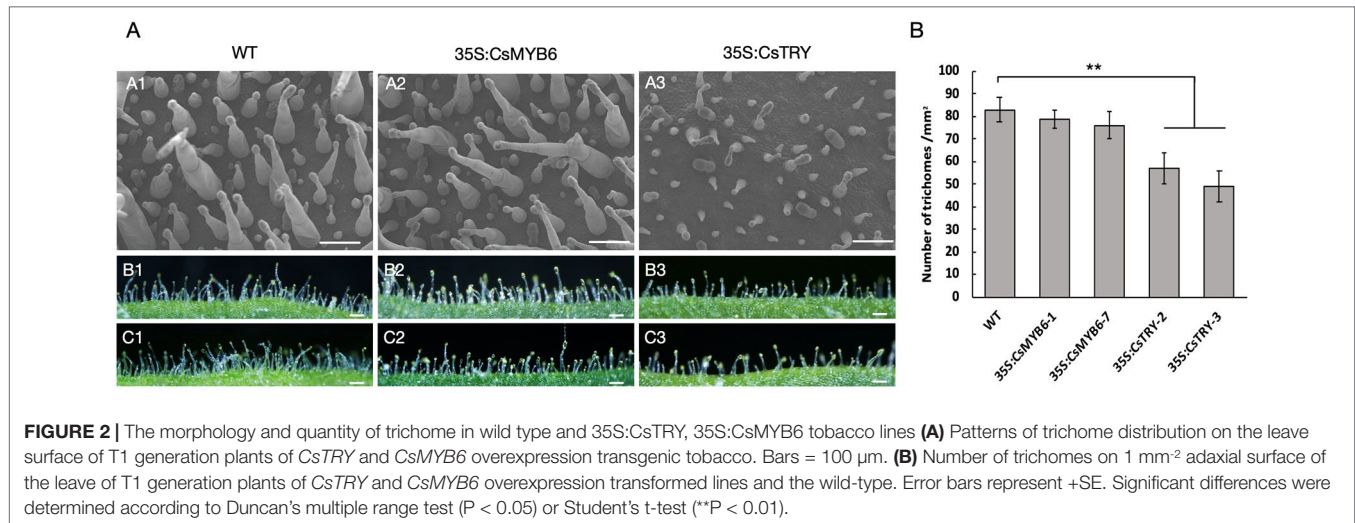 A
WT
35S:CsMYB6
35S:CsTRY
A1
A2
A3
B1
B2
B3
C1
C2
C3
B
Number of trichomes /mm²
100
90
80
70
60
50
40
30
20
10
0
**
WT
35S:CsMYB6-1
35S:CsMYB6-7
35S:CsTRY-2
35S:CsTRY-3
FIGURE 2 | The morphology and quantity of trichome in wild type and 35S:CsTRY, 35S:CsMYB6 tobacco lines (A) Patterns of trichome distribution on the leave
surface of T1 generation plants of CsTRY and CsMYB6 overexpression transgenic tobacco. Bars = 100 µm. (B) Number of trichomes on 1 mm⁻² adaxial surface of
the leave of T1 generation plants of CsTRY and CsMYB6 overexpression transformed lines and the wild-type. Error bars represent +SE. Significant differences were
determined according to Duncan's multiple range test (P < 0.05) or Student's t-test (**P < 0.01).